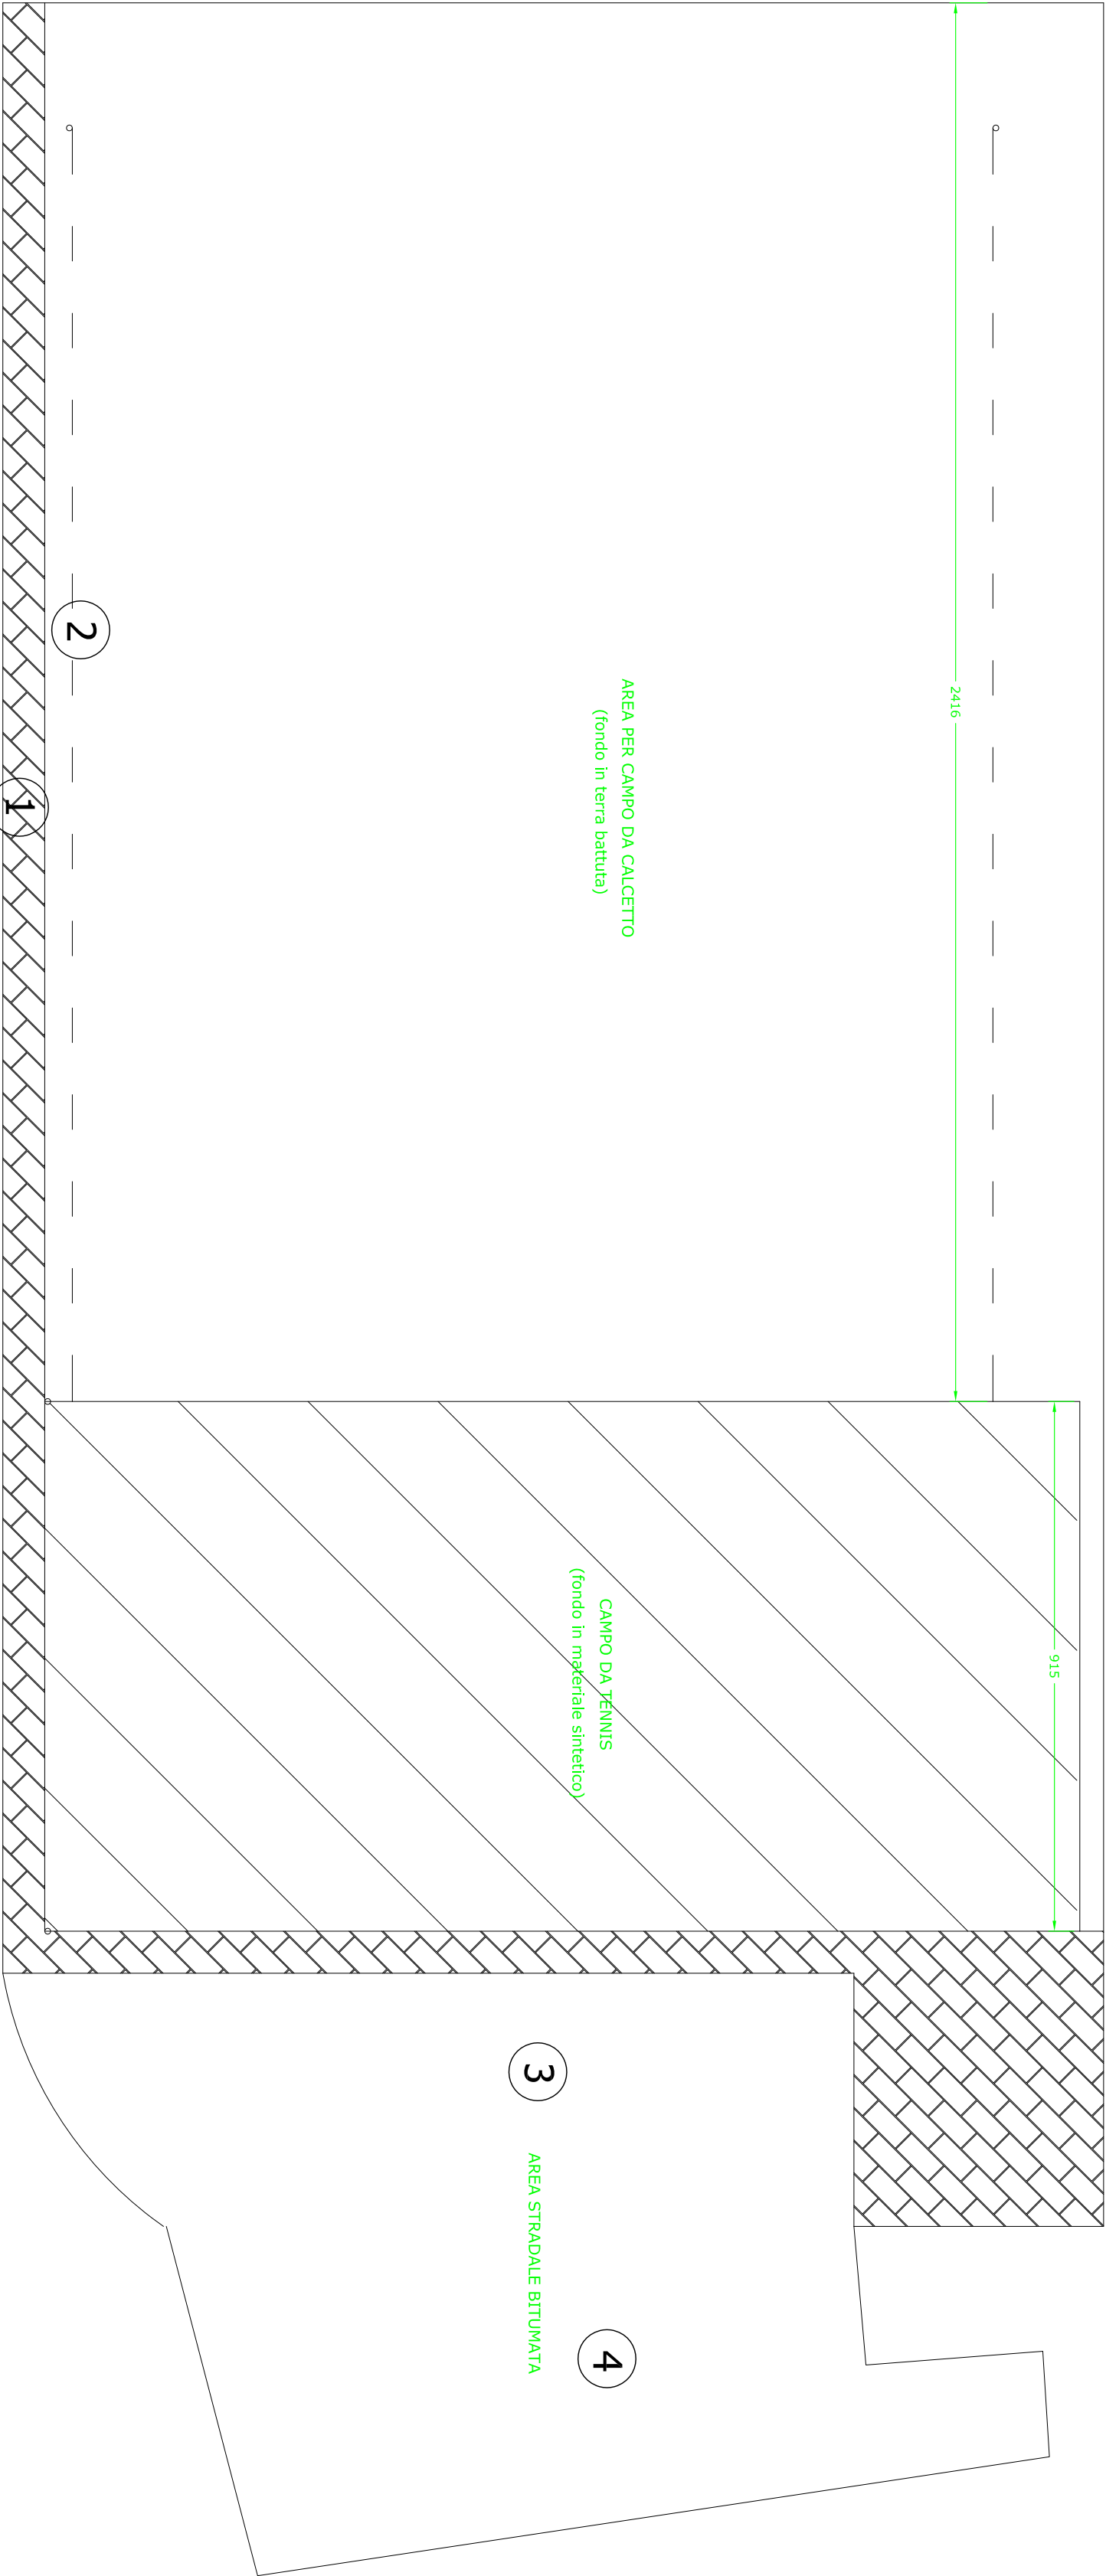 2
1
AREA PER CAMPO DA CALCETTO
(fondo in terra battuta)
2416
CAMPO DA TENNIS
(fondo in materiale sintetico)
915
3
AREA STRADALE BITUMATA
4